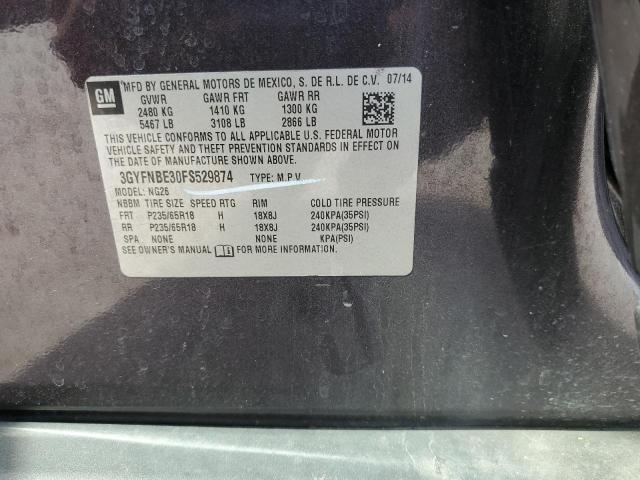 GM
MFD BY GENERAL MOTORS DE MEXICO, S. DE R.L. DE C.V. 07/14
GVWR GAWR FRT GAWR RR
2480 KG 1410 KG 1300 KG
5467 LB 3108 LB 2866 LB
THIS VEHICLE CONFORMS TO ALL APPLICABLE U.S. FEDERAL MOTOR
VEHICLE SAFETY AND THEFT PREVENTION STANDARDS IN EFFECT ON
THE DATE OF MANUFACTURE SHOWN ABOVE.
3GYFNBE30FS529874 TYPE: M.P.V.
MODEL: NG26
NBBM TIRE SIZE SPEED RTG RIM COLD TIRE PRESSURE
FRT P235/65R18 H 18X8J 240KPA(35PSI)
RR P235/65R18 H 18X8J 240KPA(35PSI)
SPA NONE NONE KPA(PSI)
SEE OWNER'S MANUAL FOR MORE INFORMATION.